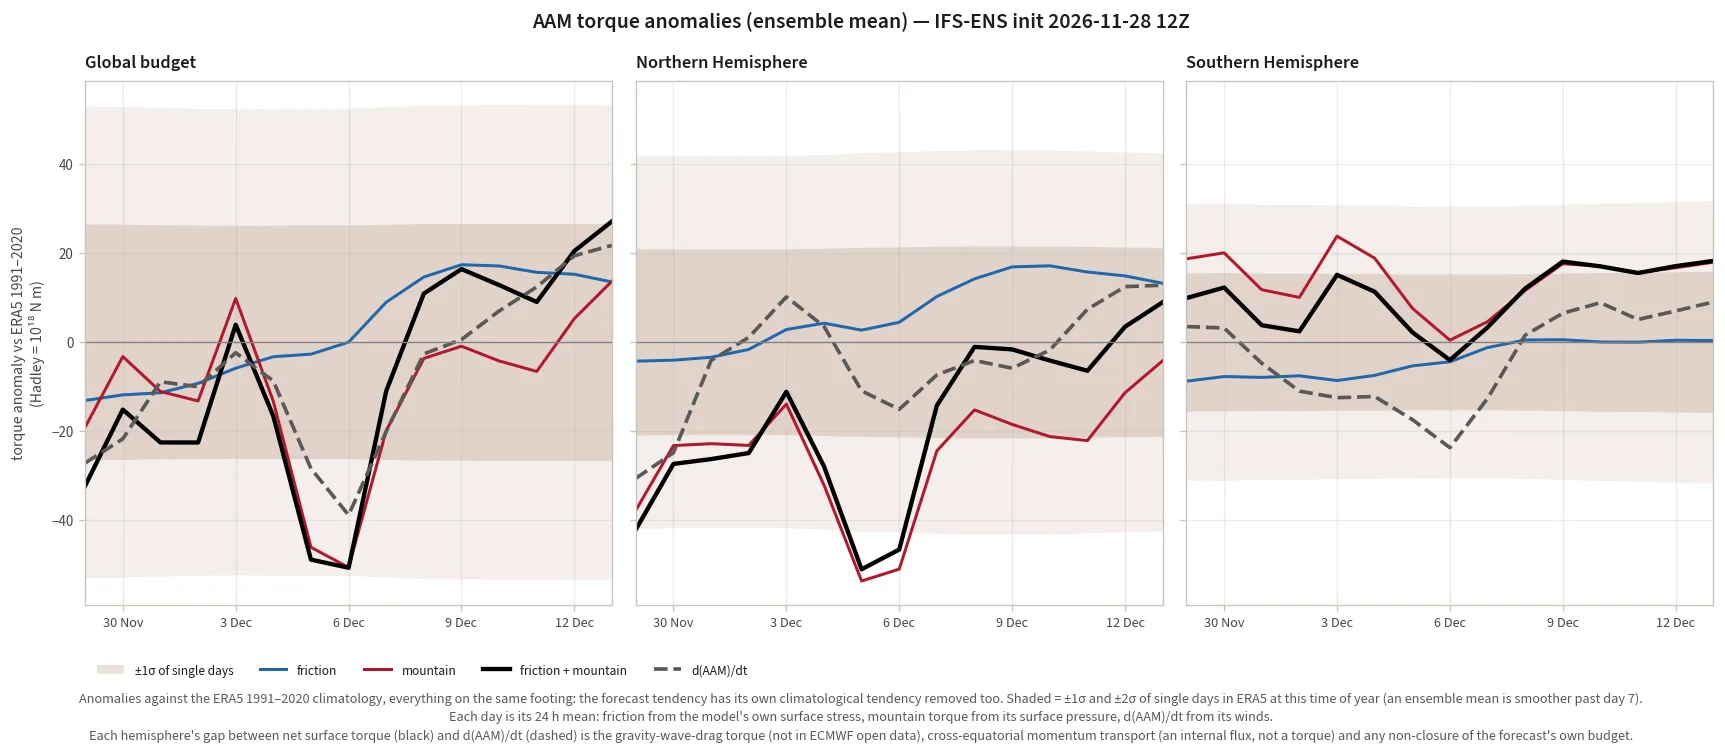 AAM torque anomalies (ensemble mean) — IFS-ENS init 2026-11-28 12Z
Global budget
Northern Hemisphere
Southern Hemisphere
torque anomaly vs ERA5 1991–2020
(Hadley = 10¹⁸ N m)
40
20
0
−20
−40
30 Nov
3 Dec
6 Dec
9 Dec
12 Dec
30 Nov
3 Dec
6 Dec
9 Dec
12 Dec
30 Nov
3 Dec
6 Dec
9 Dec
12 Dec
±1σ of single days
friction
mountain
friction + mountain
d(AAM)/dt
Anomalies against the ERA5 1991–2020 climatology, everything on the same footing: the forecast tendency has its own climatological tendency removed too. Shaded = ±1σ and ±2σ of single days in ERA5 at this time of year (an ensemble mean is smoother past day 7).
Each day is its 24 h mean: friction from the model's own surface stress, mountain torque from its surface pressure, d(AAM)/dt from its winds.
Each hemisphere's gap between net surface torque (black) and d(AAM)/dt (dashed) is the gravity-wave-drag torque (not in ECMWF open data), cross-equatorial momentum transport (an internal flux, not a torque) and any non-closure of the forecast's own budget.